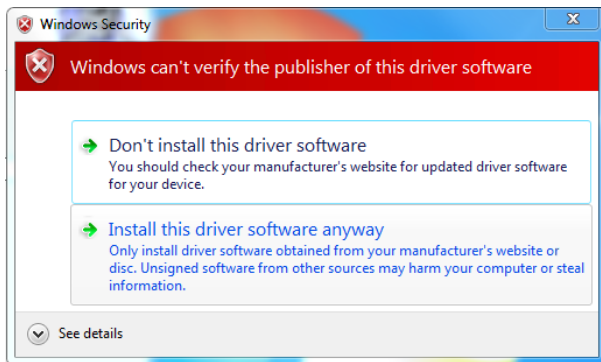 Windows Security
Windows can't verify the publisher of this driver software
Don't install this driver software
You should check your manufacturer's website for updated driver software
for your device.
Install this driver software anyway
Only install driver software obtained from your manufacturer's website or
disc. Unsigned software from other sources may harm your computer or steal
information.
See details